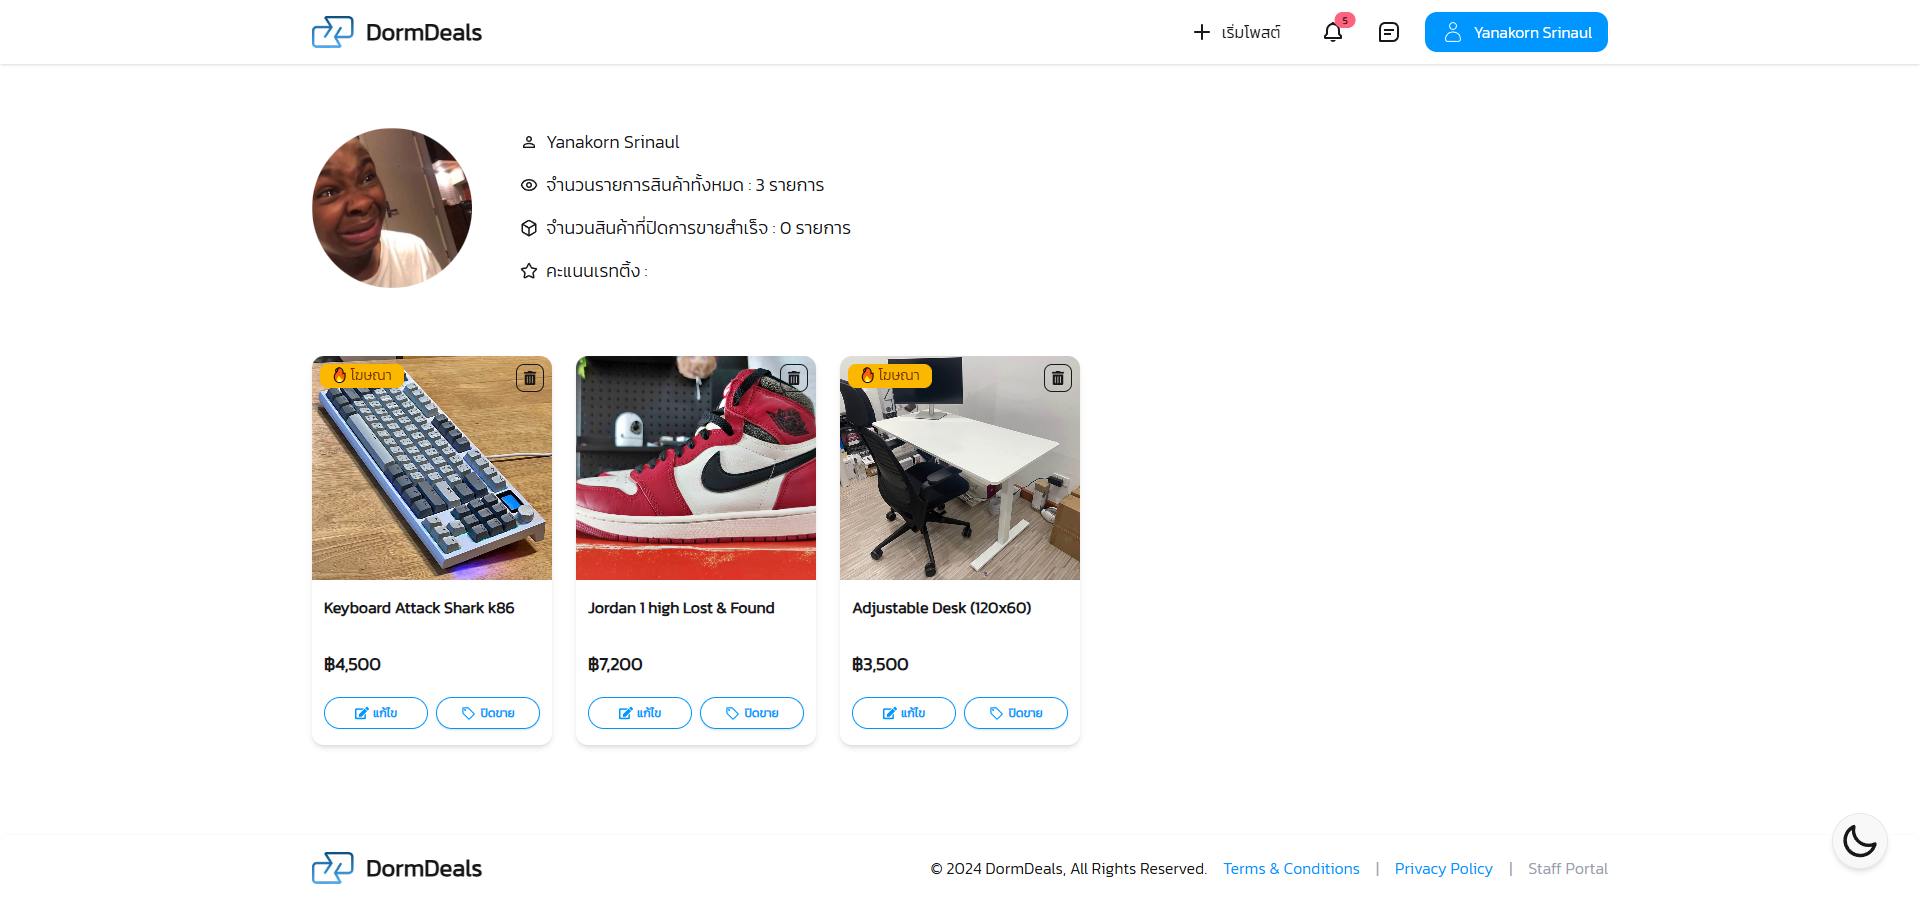 DormDeals
เริ่มโพสต์
5
Yanakorn Srinaul
Yanakorn Srinaul
จำนวนรายการสินค้าทั้งหมด : 3 รายการ
จำนวนสินค้าที่ปิดการขายสำเร็จ : 0 รายการ
คะแนนเรทติ้ง :
โฆษณา
โฆษณา
Keyboard Attack Shark k86
Jordan 1 high Lost & Found
Adjustable Desk (120x60)
฿4,500
฿7,200
฿3,500
แก้ไข
ปิดขาย
แก้ไข
ปิดขาย
แก้ไข
ปิดขาย
DormDeals
© 2024 DormDeals, All Rights Reserved.
Terms & Conditions
|
Privacy Policy
|
Staff Portal